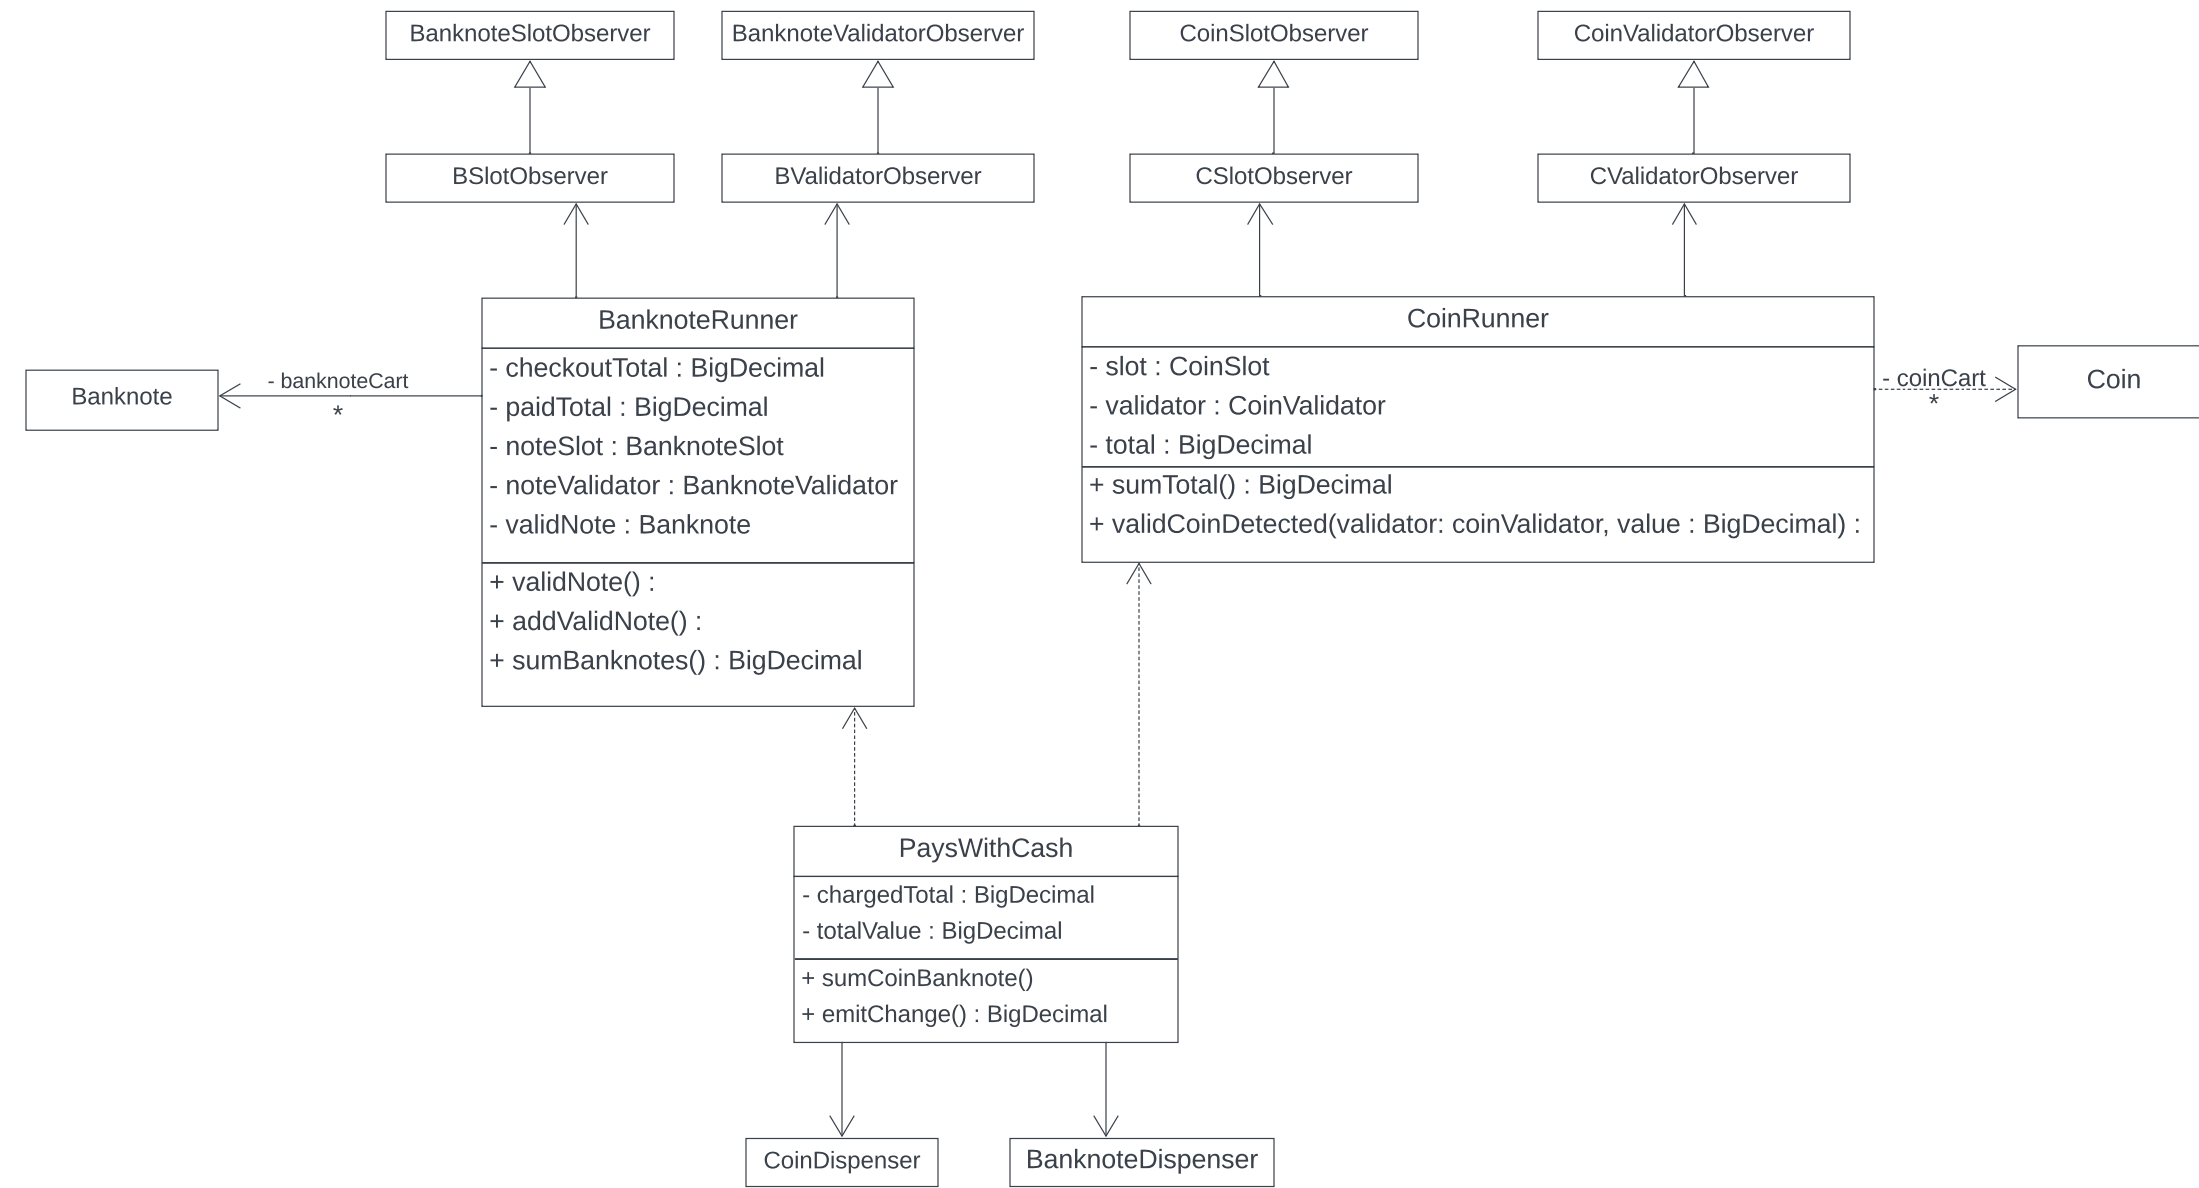 BanknoteSlotObserver
BanknoteValidatorObserver
CoinSlotObserver
CoinValidatorObserver
BSlotObserver
BValidatorObserver
CSlotObserver
CValidatorObserver
BanknoteRunner
- checkoutTotal : BigDecimal
- paidTotal : BigDecimal
- noteSlot : BanknoteSlot
- noteValidator : BanknoteValidator
- validNote : Banknote
+ validNote() :
+ addValidNote() :
+ sumBanknotes() : BigDecimal
CoinRunner
- slot : CoinSlot
- validator : CoinValidator
- total : BigDecimal
+ sumTotal() : BigDecimal
+ validCoinDetected(validator: coinValidator, value : BigDecimal) :
Banknote
- banknoteCart
*
- coinCart
*
Coin
PaysWithCash
- chargedTotal : BigDecimal
- totalValue : BigDecimal
+ sumCoinBanknote()
+ emitChange() : BigDecimal
CoinDispenser
BanknoteDispenser